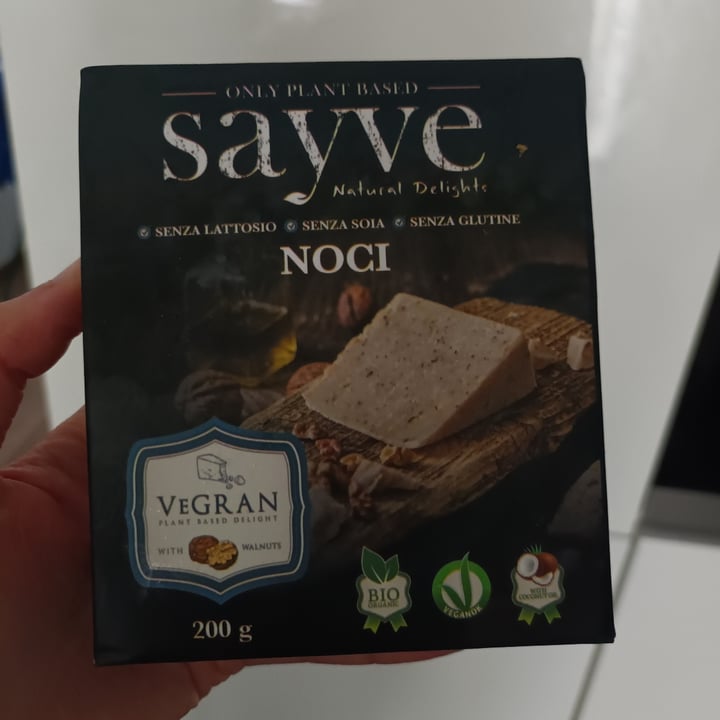 ONLY PLANT BASED
sayve
Natural Delights
SENZA LATTOSIO SENZA SOIA SENZA GLUTINE
NOCI
VEGRAN
PLANT BASED DELIGHT
WITH WALNUTS
200 g
BIO
ORGANIC
VEGANOK
WITH
COCONUT OIL